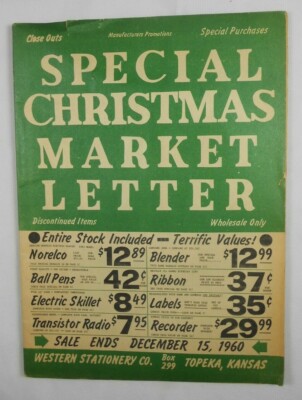 Close Outs Manufacturers Promotions Special Purchases
SPECIAL
CHRISTMAS
MARKET
LETTER
Discontinued Items Wholesale Only
Entire Stock Included — Terrific Values!
Norelco $12.89 Blender $12.99
Ball Pens 42¢ Ribbon 37¢
Electric Skillet $8.49 Labels 35¢
Transistor Radio $7.95 Recorder $29.99
SALE ENDS DECEMBER 15, 1960
WESTERN STATIONERY CO. Box 299 TOPEKA, KANSAS